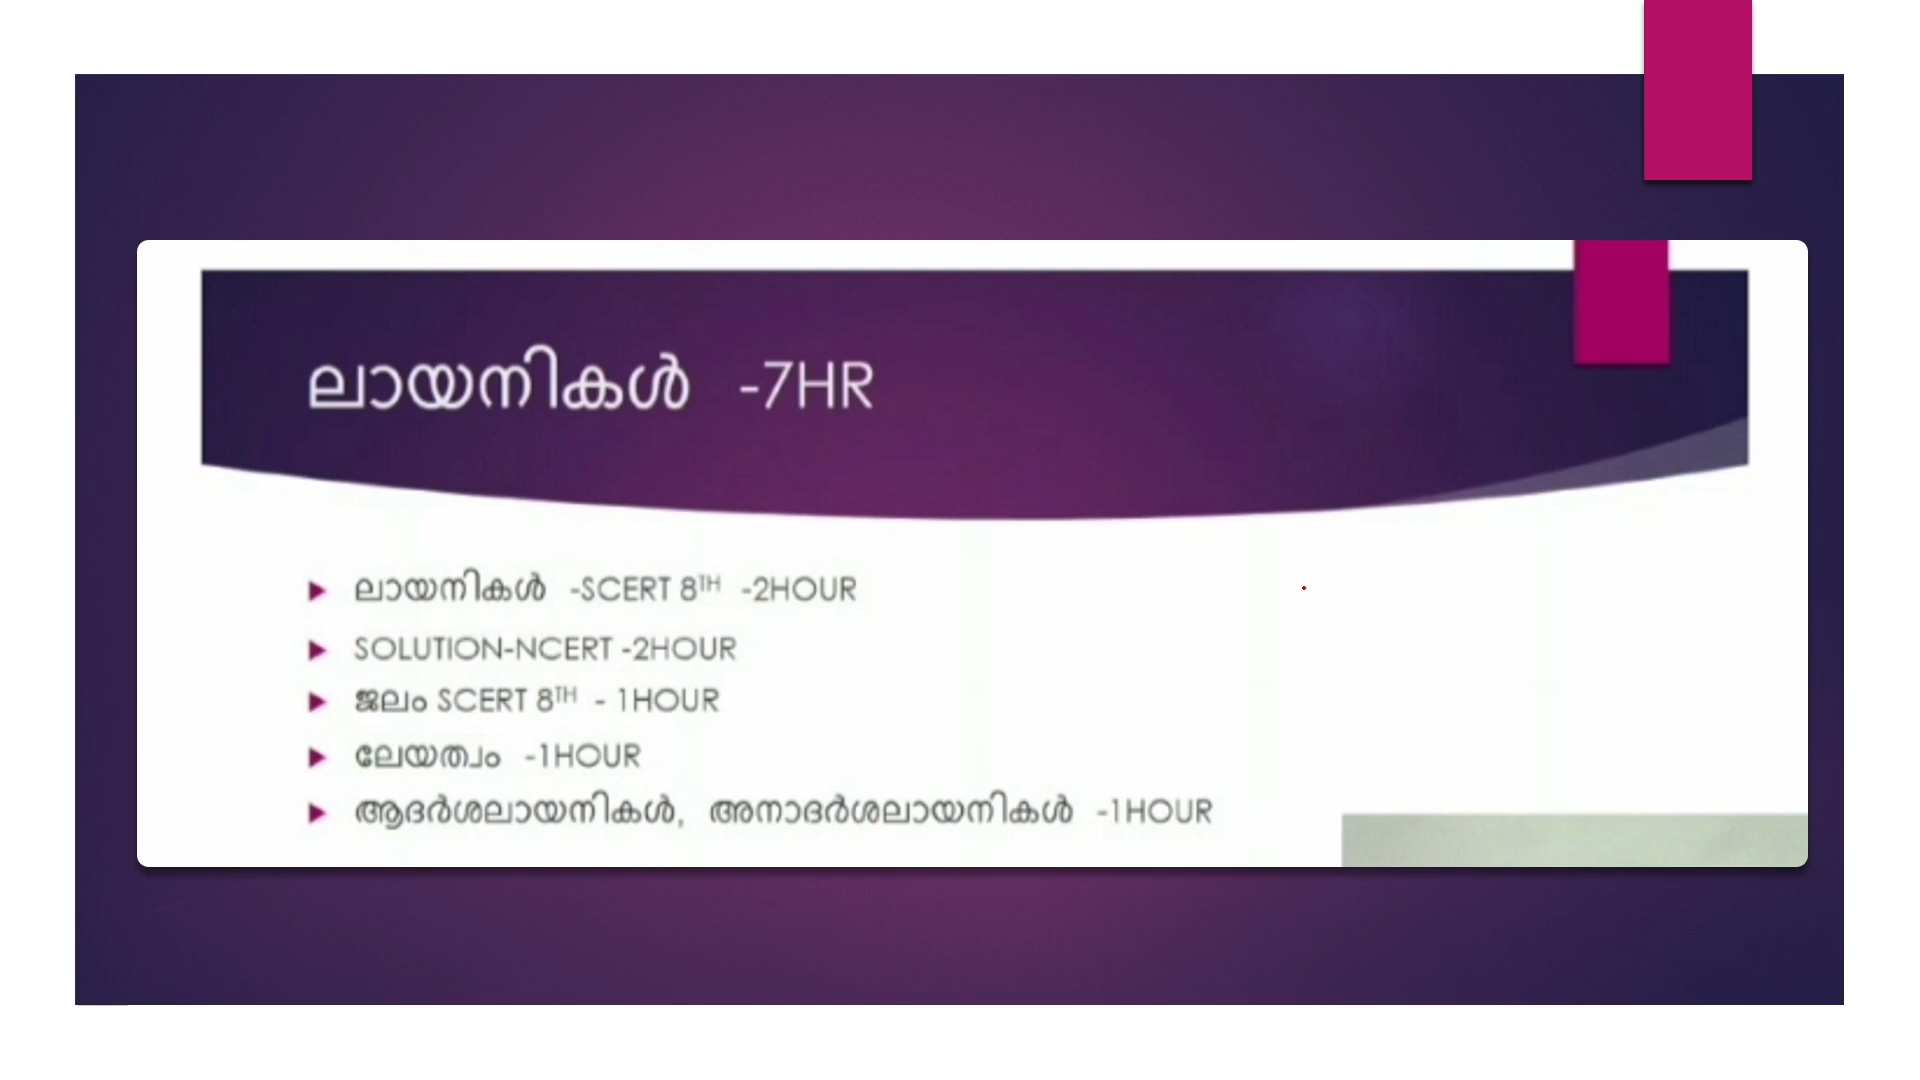 ലായനികൾ -7HR
ലായനികൾ -SCERT 8TH -2HOUR
SOLUTION-NCERT -2HOUR
ജലം SCERT 8TH - 1HOUR
ലേയത്വം -1HOUR
ആദർശലായനികൾ, അനാദർശലായനികൾ -1HOUR